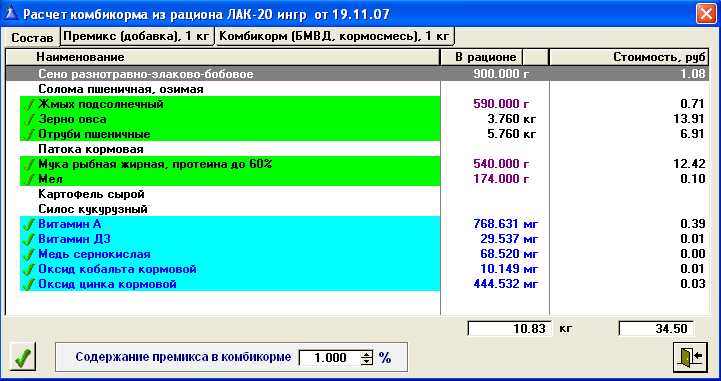 Расчет комбикорма из рациона ЛАК-20 ингр от 19.11.07
Состав Премикс (добавка), 1 кг Комбикорм (БМВД, кормосмесь), 1 кг
Наименование В рационе Стоимость, руб
Сено разнотравно-злаково-бобовое 900.000 г 1.08
Солома пшеничная, озимая
Жмых подсолнечный 590.000 г 0.71
Зерно овса 3.760 кг 13.91
Отруби пшеничные 5.760 кг 6.91
Патока кормовая
Мука рыбная жирная, протеина до 60% 540.000 г 12.42
Мел 174.000 г 0.10
Картофель сырой
Силос кукурузный
Витамин А 768.631 мг 0.39
Витамин Д3 29.537 мг 0.01
Медь сернокислая 68.520 мг 0.00
Оксид кобальта кормовой 10.149 мг 0.01
Оксид цинка кормовой 444.532 мг 0.03
10.83 кг 34.50
Содержание премикса в комбикорме 1.000 %